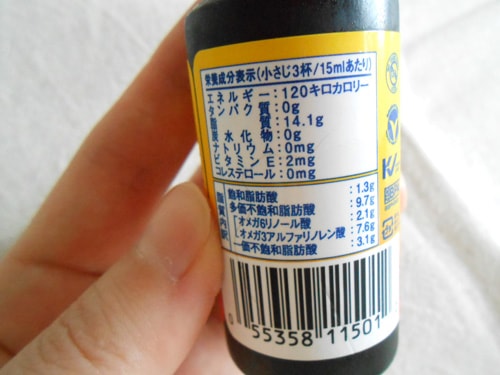 栄養成分表示(小さじ3杯/15mlあたり)
エネルギー:120キロカロリー
タンパク質:0g
脂質:14.1g
炭水化物:0g
ナトリウム:0mg
ビタミンE:2mg
コレステロール:0mg
脂質内訳
飽和脂肪酸 :1.3g
多価不飽和脂肪酸 :9.7g
オメガ6リノール酸 :2.1g
オメガ3アルファリノレン酸 :7.6g
一価不飽和脂肪酸 :3.1g
0 55358 11501